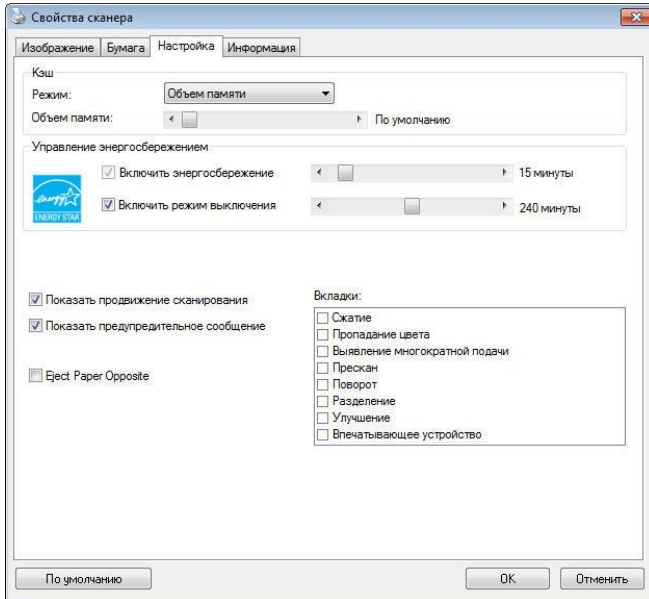 Свойства сканера
Изображение Бумага Настройка Информация
Кэш
Режим: Объем памяти
Объем памяти: По умолчанию
Управление энергосбережением
Включить энергосбережение 15 минуты
energy
ENERGY STAR
Включить режим выключения 240 минуты
Показать продвижение сканирования
Показать предупредительное сообщение
Eject Paper Opposite
Вкладки:
Сжатие
Пропадание цвета
Выявление многократной подачи
Прескан
Поворот
Разделение
Улучшение
Впечатывающее устройство
По умолчанию OK Отменить